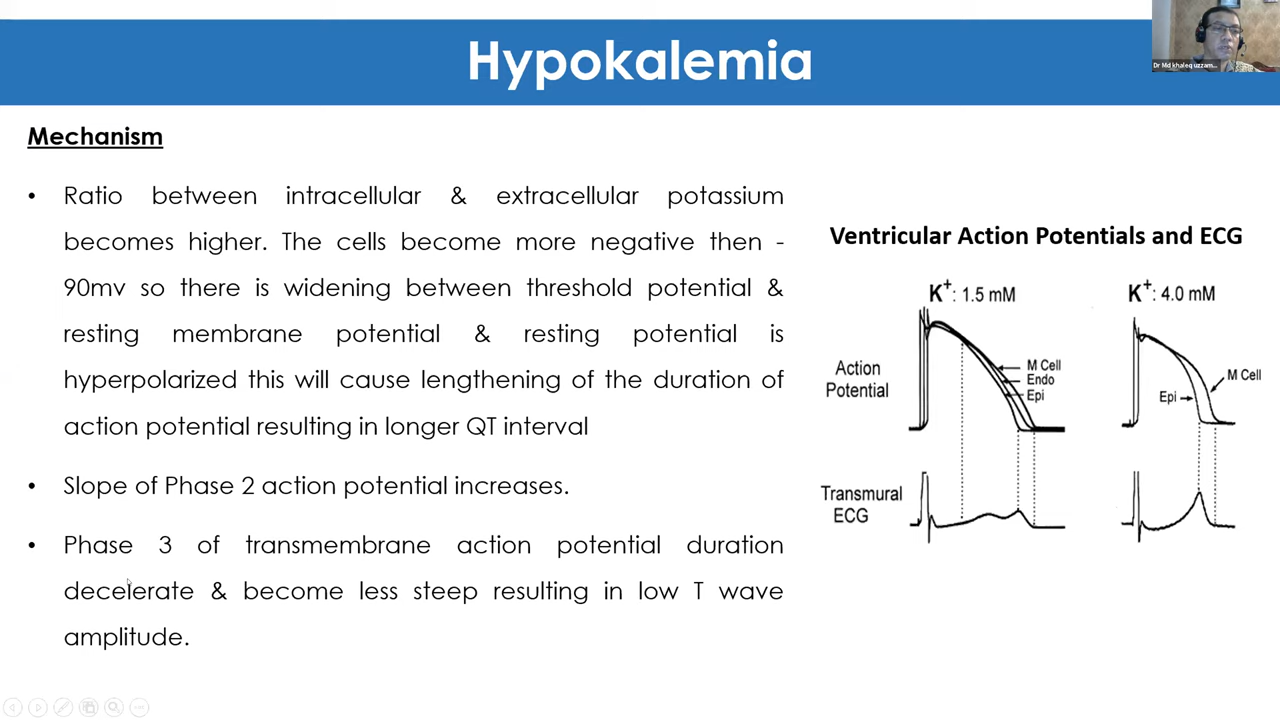 Hypokalemia
Dr Md khaleq uzzam...
Mechanism
• Ratio between intracellular & extracellular potassium
becomes higher. The cells become more negative then -
90mv so there is widening between threshold potential &
resting membrane potential & resting potential is
hyperpolarized this will cause lengthening of the duration of
action potential resulting in longer QT interval
• Slope of Phase 2 action potential increases.
• Phase 3 of transmembrane action potential duration
decelerate & become less steep resulting in low T wave
amplitude.
Ventricular Action Potentials and ECG
K+: 1.5 mM
K+: 4.0 mM
Action
Potential
M Cell
Endo
Epi
Epi
M Cell
Transmural
ECG